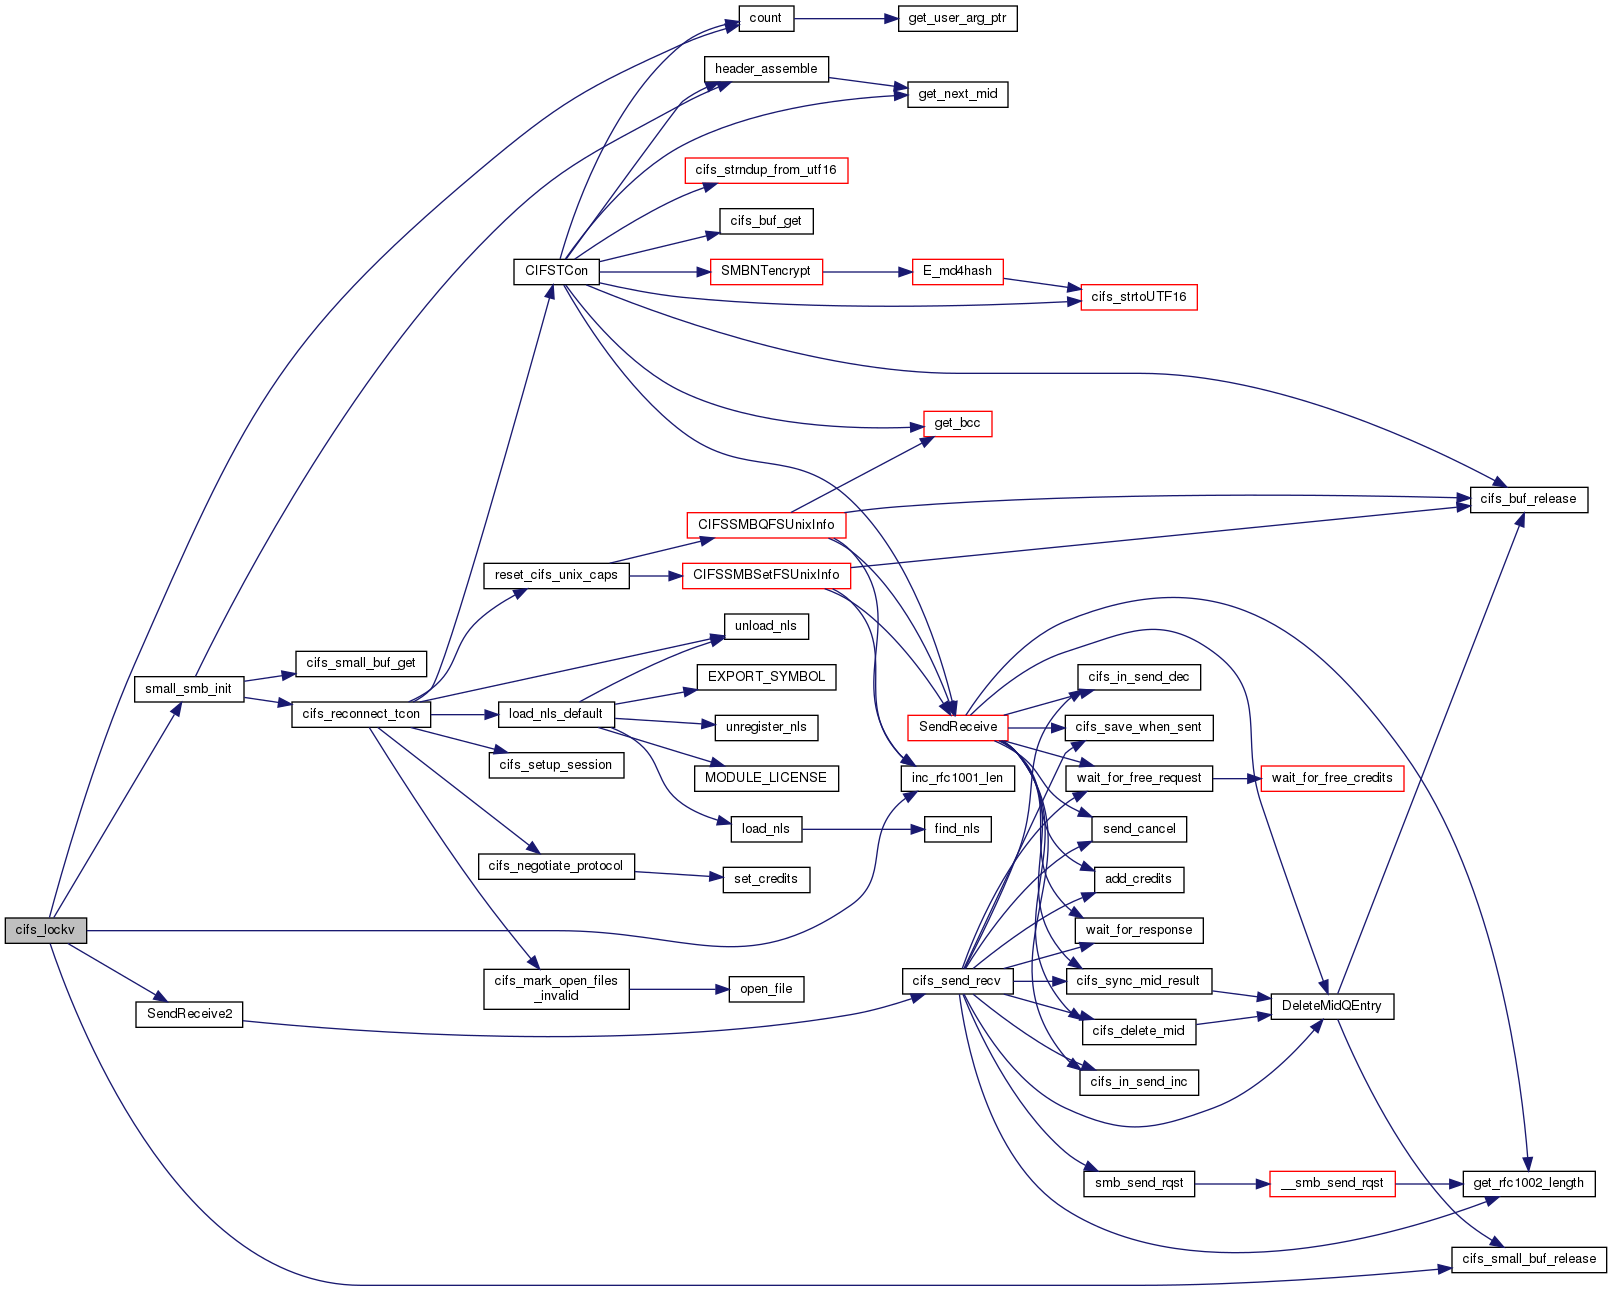 count
get_user_arg_ptr
header_assemble
get_next_mid
cifs_strndup_from_utf16
cifs_buf_get
CIFSTCon
SMBNTencrypt
E_md4hash
cifs_strtoUTF16
get_bcc
cifs_buf_release
CIFSSMBQFSUnixInfo
reset_cifs_unix_caps
CIFSSMBSetFSUnixInfo
unload_nls
cifs_small_buf_get
EXPORT_SYMBOL
cifs_in_send_dec
small_smb_init
cifs_reconnect_tcon
load_nls_default
unregister_nls
SendReceive
cifs_save_when_sent
cifs_setup_session
MODULE_LICENSE
inc_rfc1001_len
wait_for_free_request
wait_for_free_credits
load_nls
find_nls
send_cancel
cifs_negotiate_protocol
set_credits
add_credits
cifs_lockv
wait_for_response
cifs_mark_open_files
_invalid
open_file
cifs_send_recv
cifs_sync_mid_result
SendReceive2
DeleteMidQEntry
cifs_delete_mid
cifs_in_send_inc
smb_send_rqst
__smb_send_rqst
get_rfc1002_length
cifs_small_buf_release